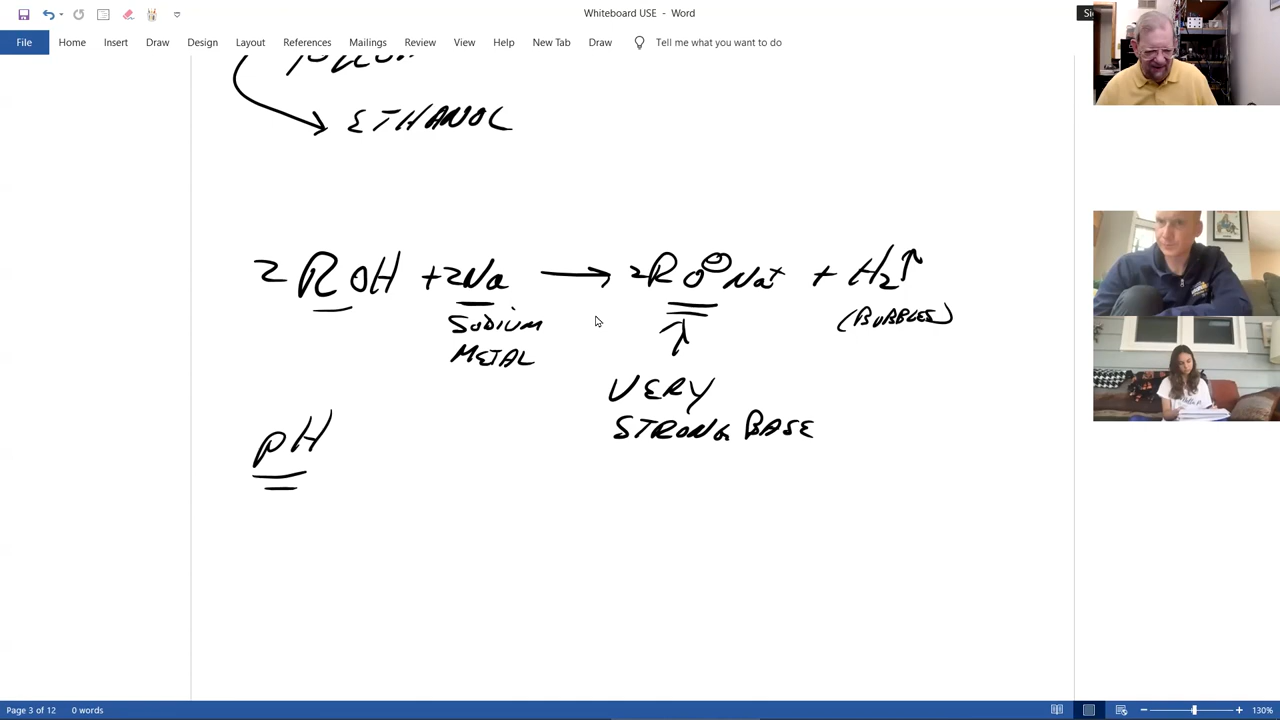 Whiteboard USE - Word
File Home Insert Draw Design Layout References Mailings Review View Help New Tab Draw Tell me what you want to do
ETHANOL
2 ROH + 2Na → 2RO⊖Na+ + H2↑
SODIUM
METAL
(BUBBLES)
VERY
STRONG BASE
pH
Page 3 of 12 0 words
130%